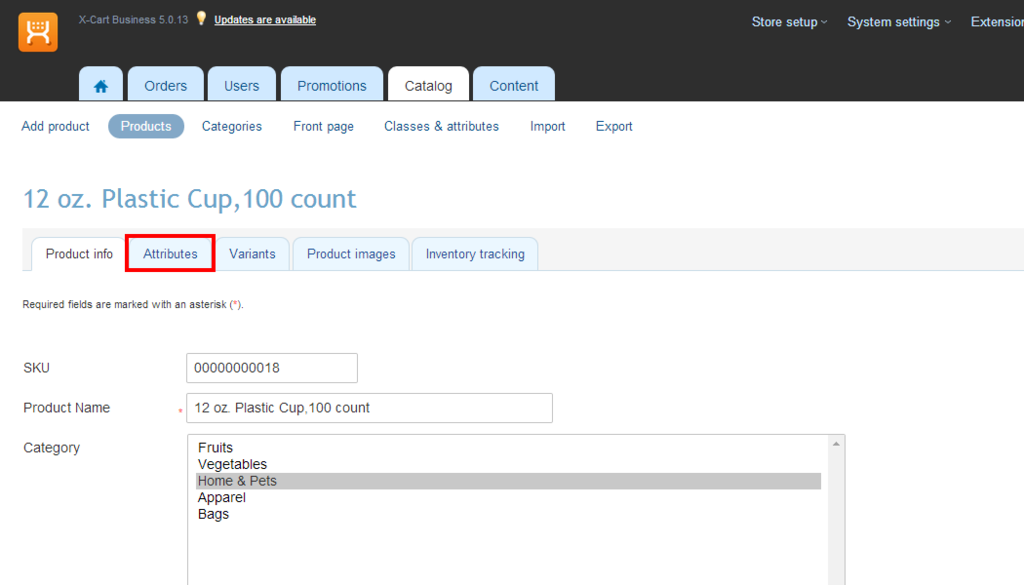 X-Cart Business 5.0.13 Updates are available
Store setup System settings Extension
Orders Users Promotions Catalog Content
Add product Products Categories Front page Classes & attributes Import Export
12 oz. Plastic Cup,100 count
Product info Attributes Variants Product images Inventory tracking
Required fields are marked with an asterisk (*).
SKU 00000000018
Product Name * 12 oz. Plastic Cup,100 count
Category Fruits
Vegetables
Home & Pets
Apparel
Bags